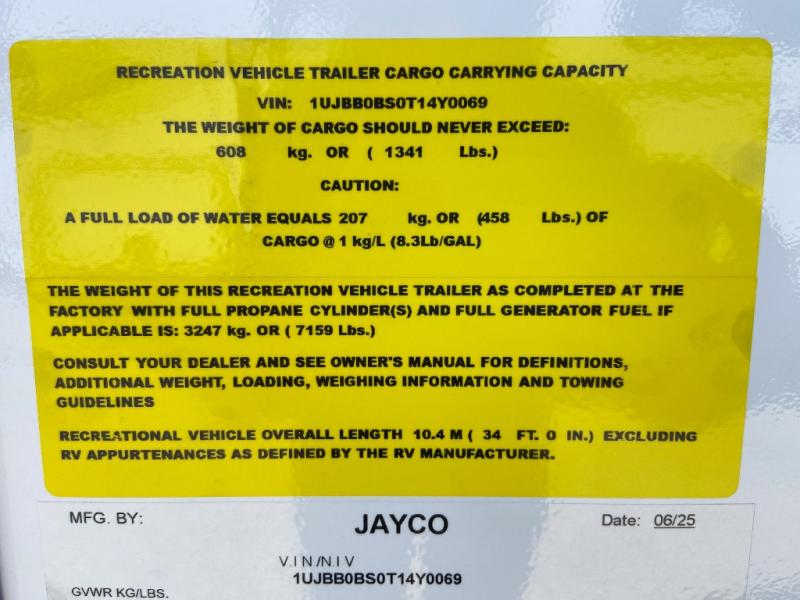 RECREATION VEHICLE TRAILER CARGO CARRYING CAPACITY
VIN: 1UJBB0BS0T14Y0069
THE WEIGHT OF CARGO SHOULD NEVER EXCEED:
608 kg. OR ( 1341 Lbs.)
CAUTION:
A FULL LOAD OF WATER EQUALS 207 kg. OR (458 Lbs.) OF
CARGO @ 1 kg/L (8.3Lb/GAL)
THE WEIGHT OF THIS RECREATION VEHICLE TRAILER AS COMPLETED AT THE
FACTORY WITH FULL PROPANE CYLINDER(S) AND FULL GENERATOR FUEL IF
APPLICABLE IS: 3247 kg. OR ( 7159 Lbs.)
CONSULT YOUR DEALER AND SEE OWNER'S MANUAL FOR DEFINITIONS,
ADDITIONAL WEIGHT, LOADING, WEIGHING INFORMATION AND TOWING
GUIDELINES
RECREATIONAL VEHICLE OVERALL LENGTH 10.4 M ( 34 FT. 0 IN.) EXCLUDING
RV APPURTENANCES AS DEFINED BY THE RV MANUFACTURER.
MFG. BY: JAYCO Date: 06/25
V.I N /N.I V
1UJBB0BS0T14Y0069
GVWR KG/LBS.